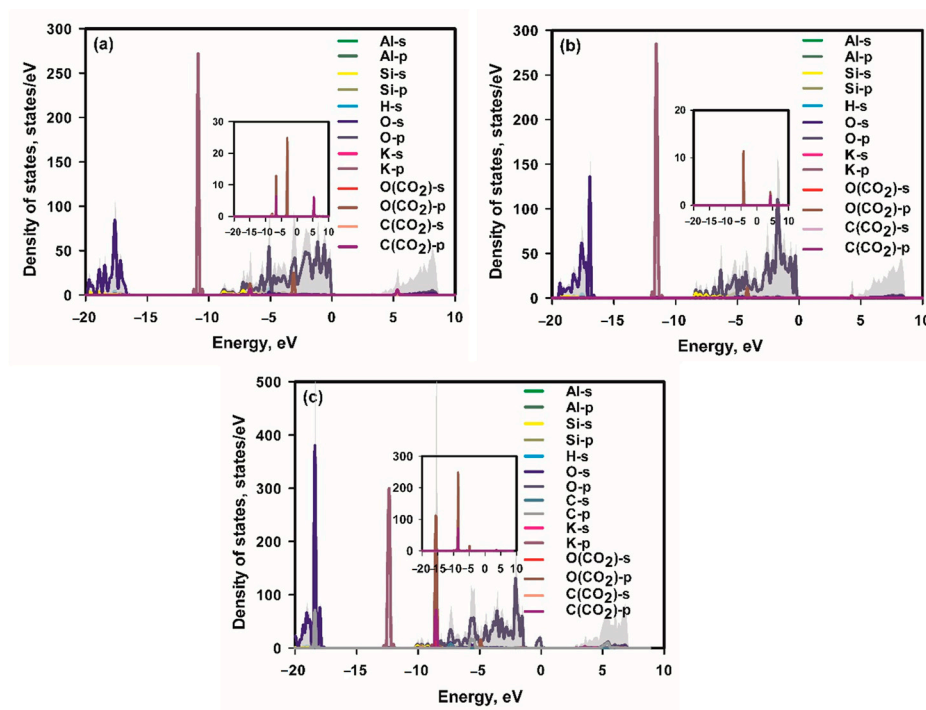 (a)
Density of states, states/eV
300
250
200
150
100
50
0
Al-s
Al-p
Si-s
Si-p
H-s
O-s
O-p
K-s
K-p
O(CO2)-s
O(CO2)-p
C(CO2)-s
C(CO2)-p
30
20
10
0
−20−15−10−5 0 5 10
−20 −15 −10 −5 0 5 10
Energy, eV
(b)
Density of states, states/eV
300
250
200
150
100
50
0
Al-s
Al-p
Si-s
Si-p
H-s
O-s
O-p
K-s
K-p
O(CO2)-s
O(CO2)-p
C(CO2)-s
C(CO2)-p
20
10
0
−20−15−10−5 0 5 10
−20 −15 −10 −5 0 5 10
Energy, eV
(c)
Density of states, states/eV
500
400
300
200
100
0
Al-s
Al-p
Si-s
Si-p
H-s
O-s
O-p
C-s
C-p
K-s
K-p
O(CO2)-s
O(CO2)-p
C(CO2)-s
C(CO2)-p
300
200
100
0
−20−15−10−5 0 5 10
−20 −15 −10 −5 0 5 10
Energy, eV